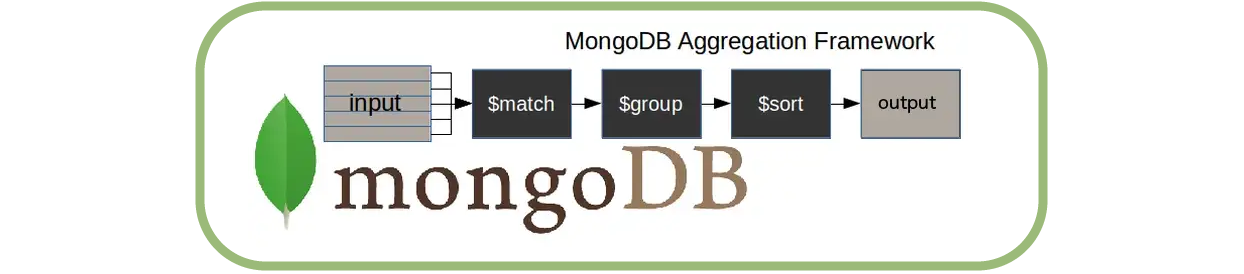 MongoDB Aggregation Framework
input
$match
$group
$sort
output
mongoDB